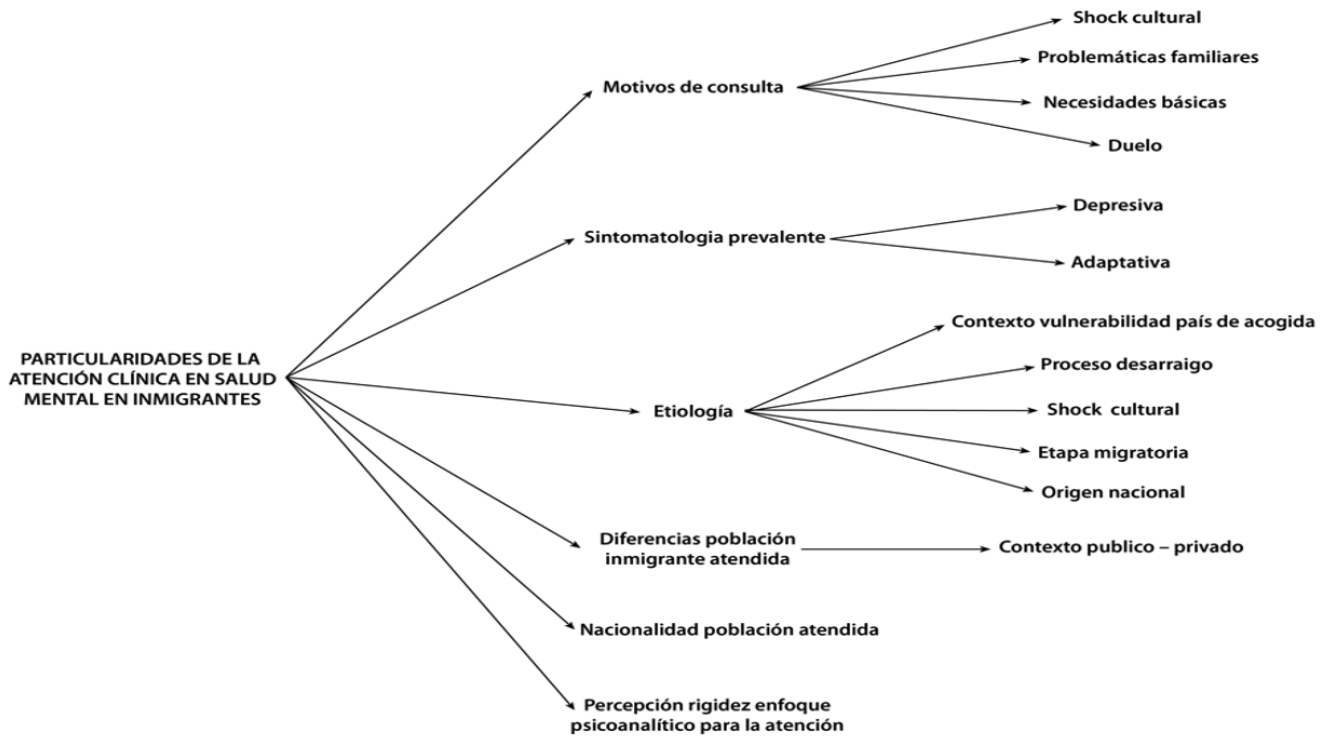 PARTICULARIDADES DE LA
ATENCIÓN CLÍNICA EN SALUD
MENTAL EN INMIGRANTES
Motivos de consulta
Shock cultural
Problemáticas familiares
Necesidades básicas
Duelo
Sintomatologia prevalente
Depresiva
Adaptativa
Etiología
Contexto vulnerabilidad país de acogida
Proceso desarraigo
Shock cultural
Etapa migratoria
Origen nacional
Diferencias población
inmigrante atendida
Contexto publico – privado
Nacionalidad población atendida
Percepción rigidez enfoque
psicoanalítico para la atención